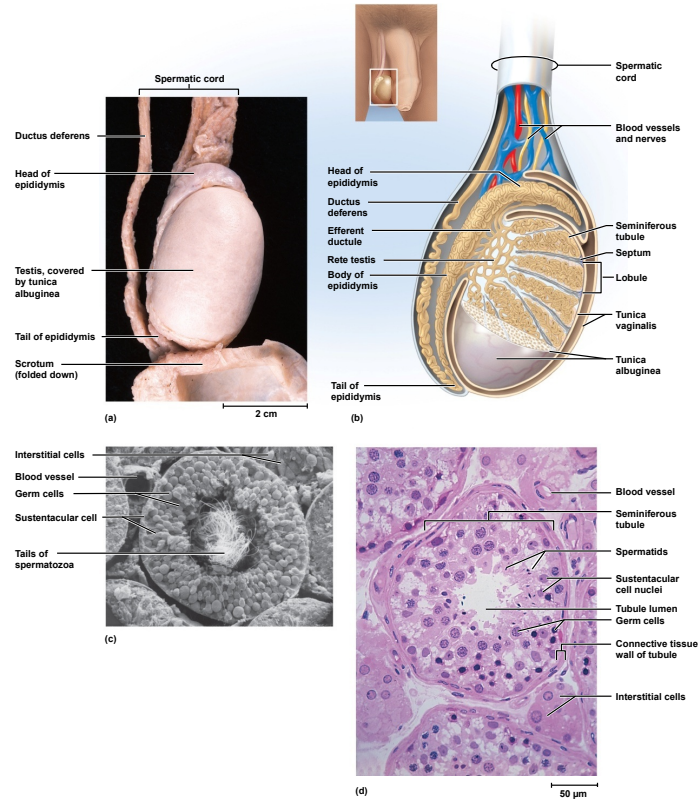 Spermatic cord
Ductus deferens
Head of
epididymis
Testis, covered
by tunica
albuginea
Tail of epididymis
Scrotum
(folded down)
2 cm
(a)
Spermatic
cord
Blood vessels
and nerves
Head of
epididymis
Ductus
deferens
Efferent
ductule
Rete testis
Body of
epididymis
Seminiferous
tubule
Septum
Lobule
Tunica
vaginalis
Tunica
albuginea
Tail of
epididymis
(b)
Interstitial cells
Blood vessel
Germ cells
Sustentacular cell
Tails of
spermatozoa
(c)
Blood vessel
Seminiferous
tubule
Spermatids
Sustentacular
cell nuclei
Tubule lumen
Germ cells
Connective tissue
wall of tubule
Interstitial cells
(d)
50 µm